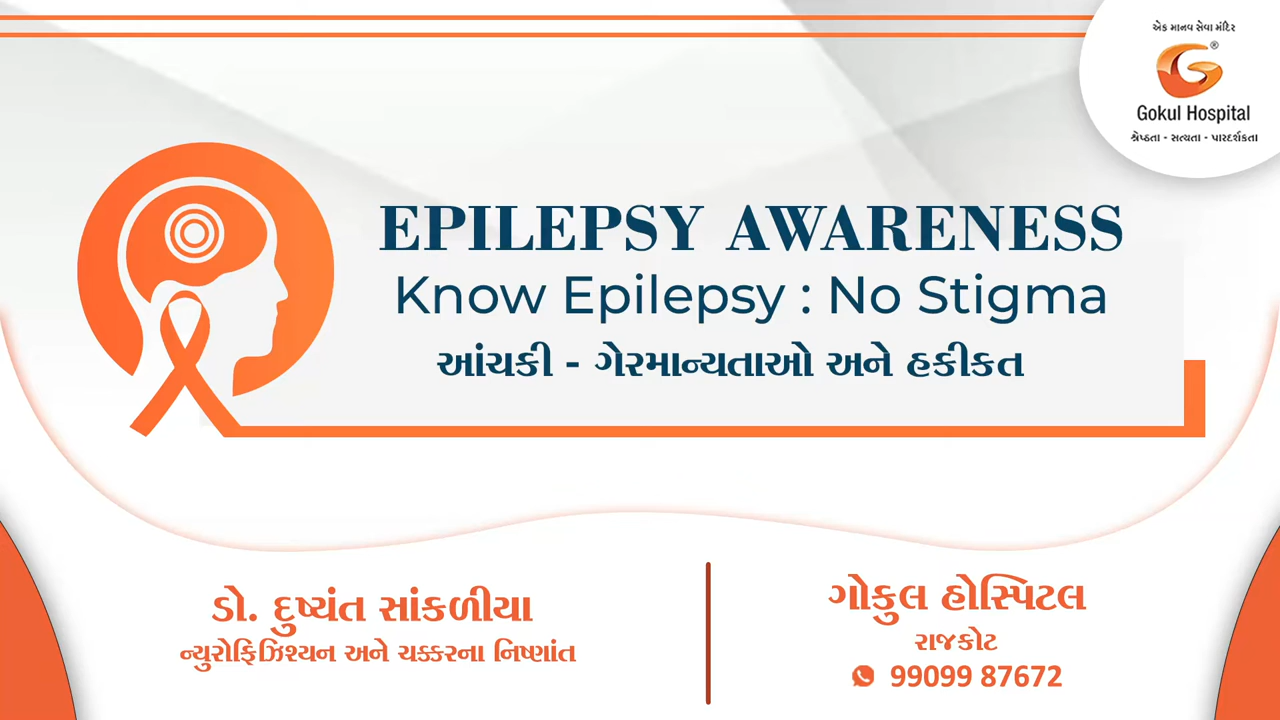 એક માનવ સેવા મંદિર
G®
Gokul Hospital
શ્રેષ્ઠતા - સત્યતા - પારદર્શકતા
EPILEPSY AWARENESS
Know Epilepsy : No Stigma
આંચકી - ગેરમાન્યતાઓ અને હકીકત
ડો. દુષ્યંત સાંકળીયા
ન્યુરોફિઝિશ્યન અને ચક્કરના નિષ્ણાંત
ગોકુલ હોસ્પિટલ
રાજકોટ
99099 87672